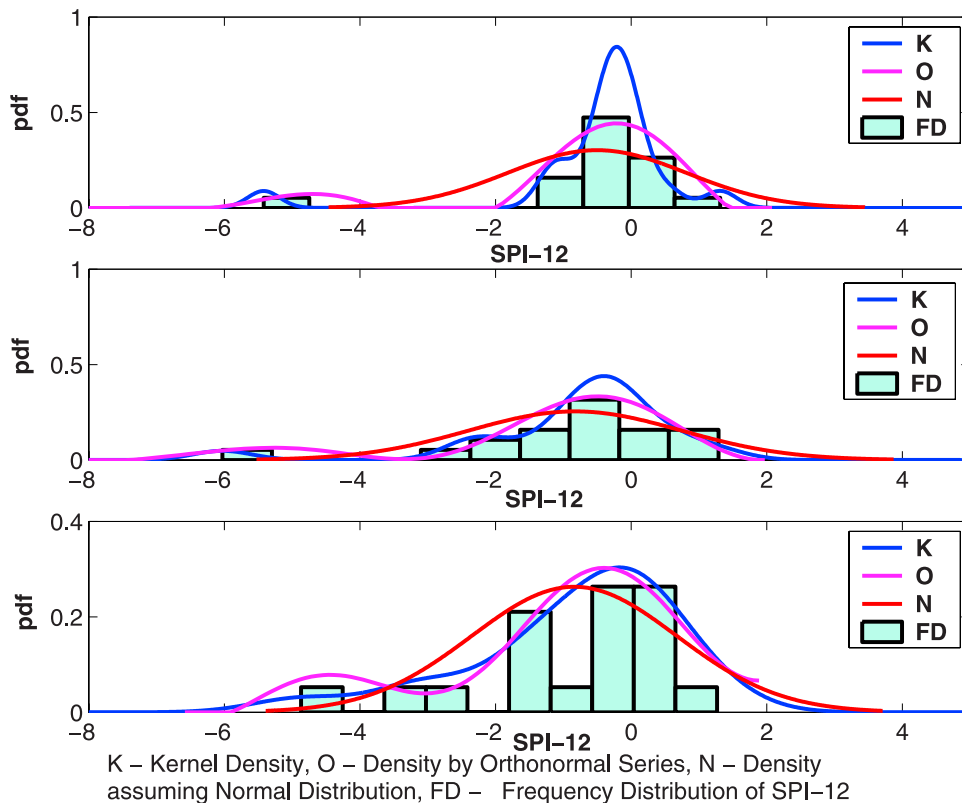 1
0.5
0
pdf
K
O
N
FD
−8 −6 −4 −2 0 2 4
SPI−12
1
0.5
0
pdf
K
O
N
FD
−8 −6 −4 −2 0 2 4
SPI−12
0.4
0.2
0
pdf
K
O
N
FD
−8 −6 −4 −2 0 2 4
SPI−12
K − Kernel Density, O − Density by Orthonormal Series, N − Density
assuming Normal Distribution, FD − Frequency Distribution of SPI−12